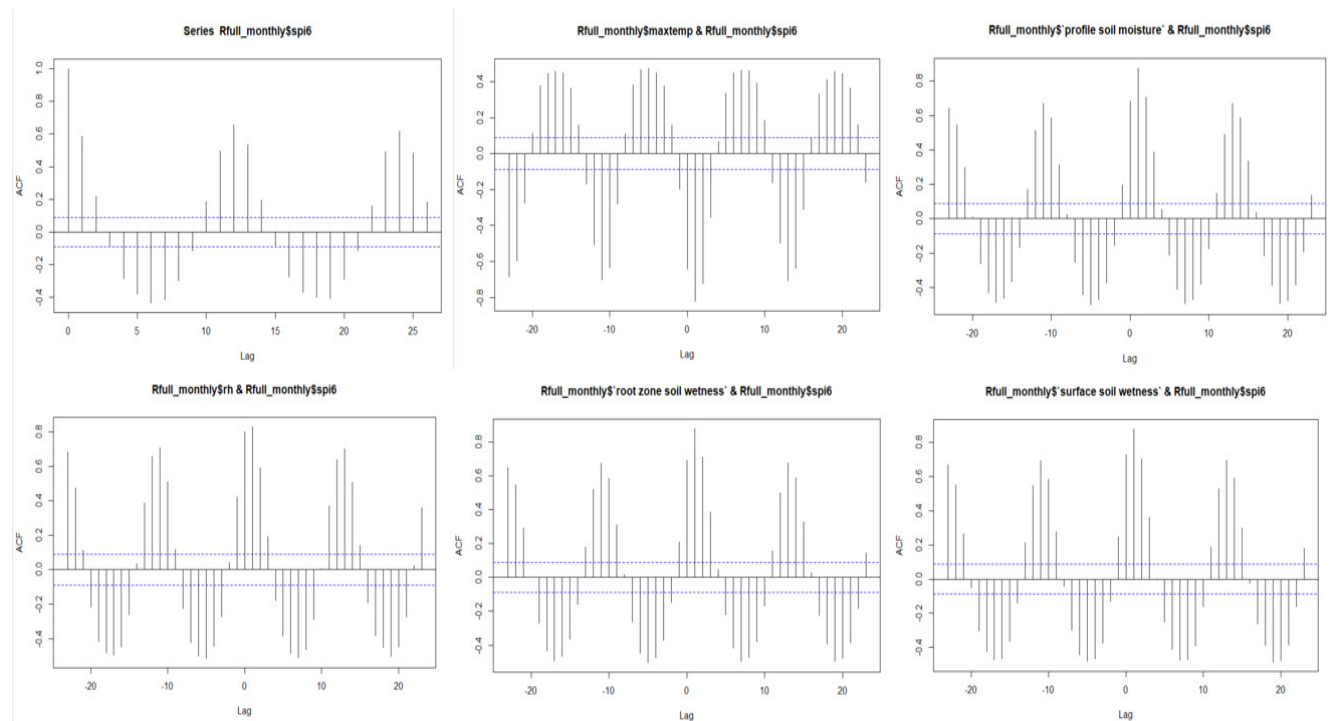 Series Rfull_monthly$spi6
ACF
1.0
0.8
0.6
0.4
0.2
0.0
-0.2
-0.4
0 5 10 15 20 25
Lag
Rfull_monthly$maxtemp & Rfull_monthly$spi6
ACF
0.4
0.2
0.0
-0.2
-0.4
-0.6
-0.8
-20 -10 0 10 20
Lag
Rfull_monthly$`profile soil moisture` & Rfull_monthly$spi6
ACF
0.8
0.6
0.4
0.2
0.0
-0.2
-0.4
-20 -10 0 10 20
Lag
Rfull_monthly$rh & Rfull_monthly$spi6
ACF
0.8
0.6
0.4
0.2
0.0
-0.2
-0.4
-20 -10 0 10 20
Lag
Rfull_monthly$`root zone soil wetness` & Rfull_monthly$spi6
ACF
0.8
0.6
0.4
0.2
0.0
-0.2
-0.4
-20 -10 0 10 20
Lag
Rfull_monthly$`surface soil wetness` & Rfull_monthly$spi6
ACF
0.8
0.6
0.4
0.2
0.0
-0.2
-0.4
-20 -10 0 10 20
Lag